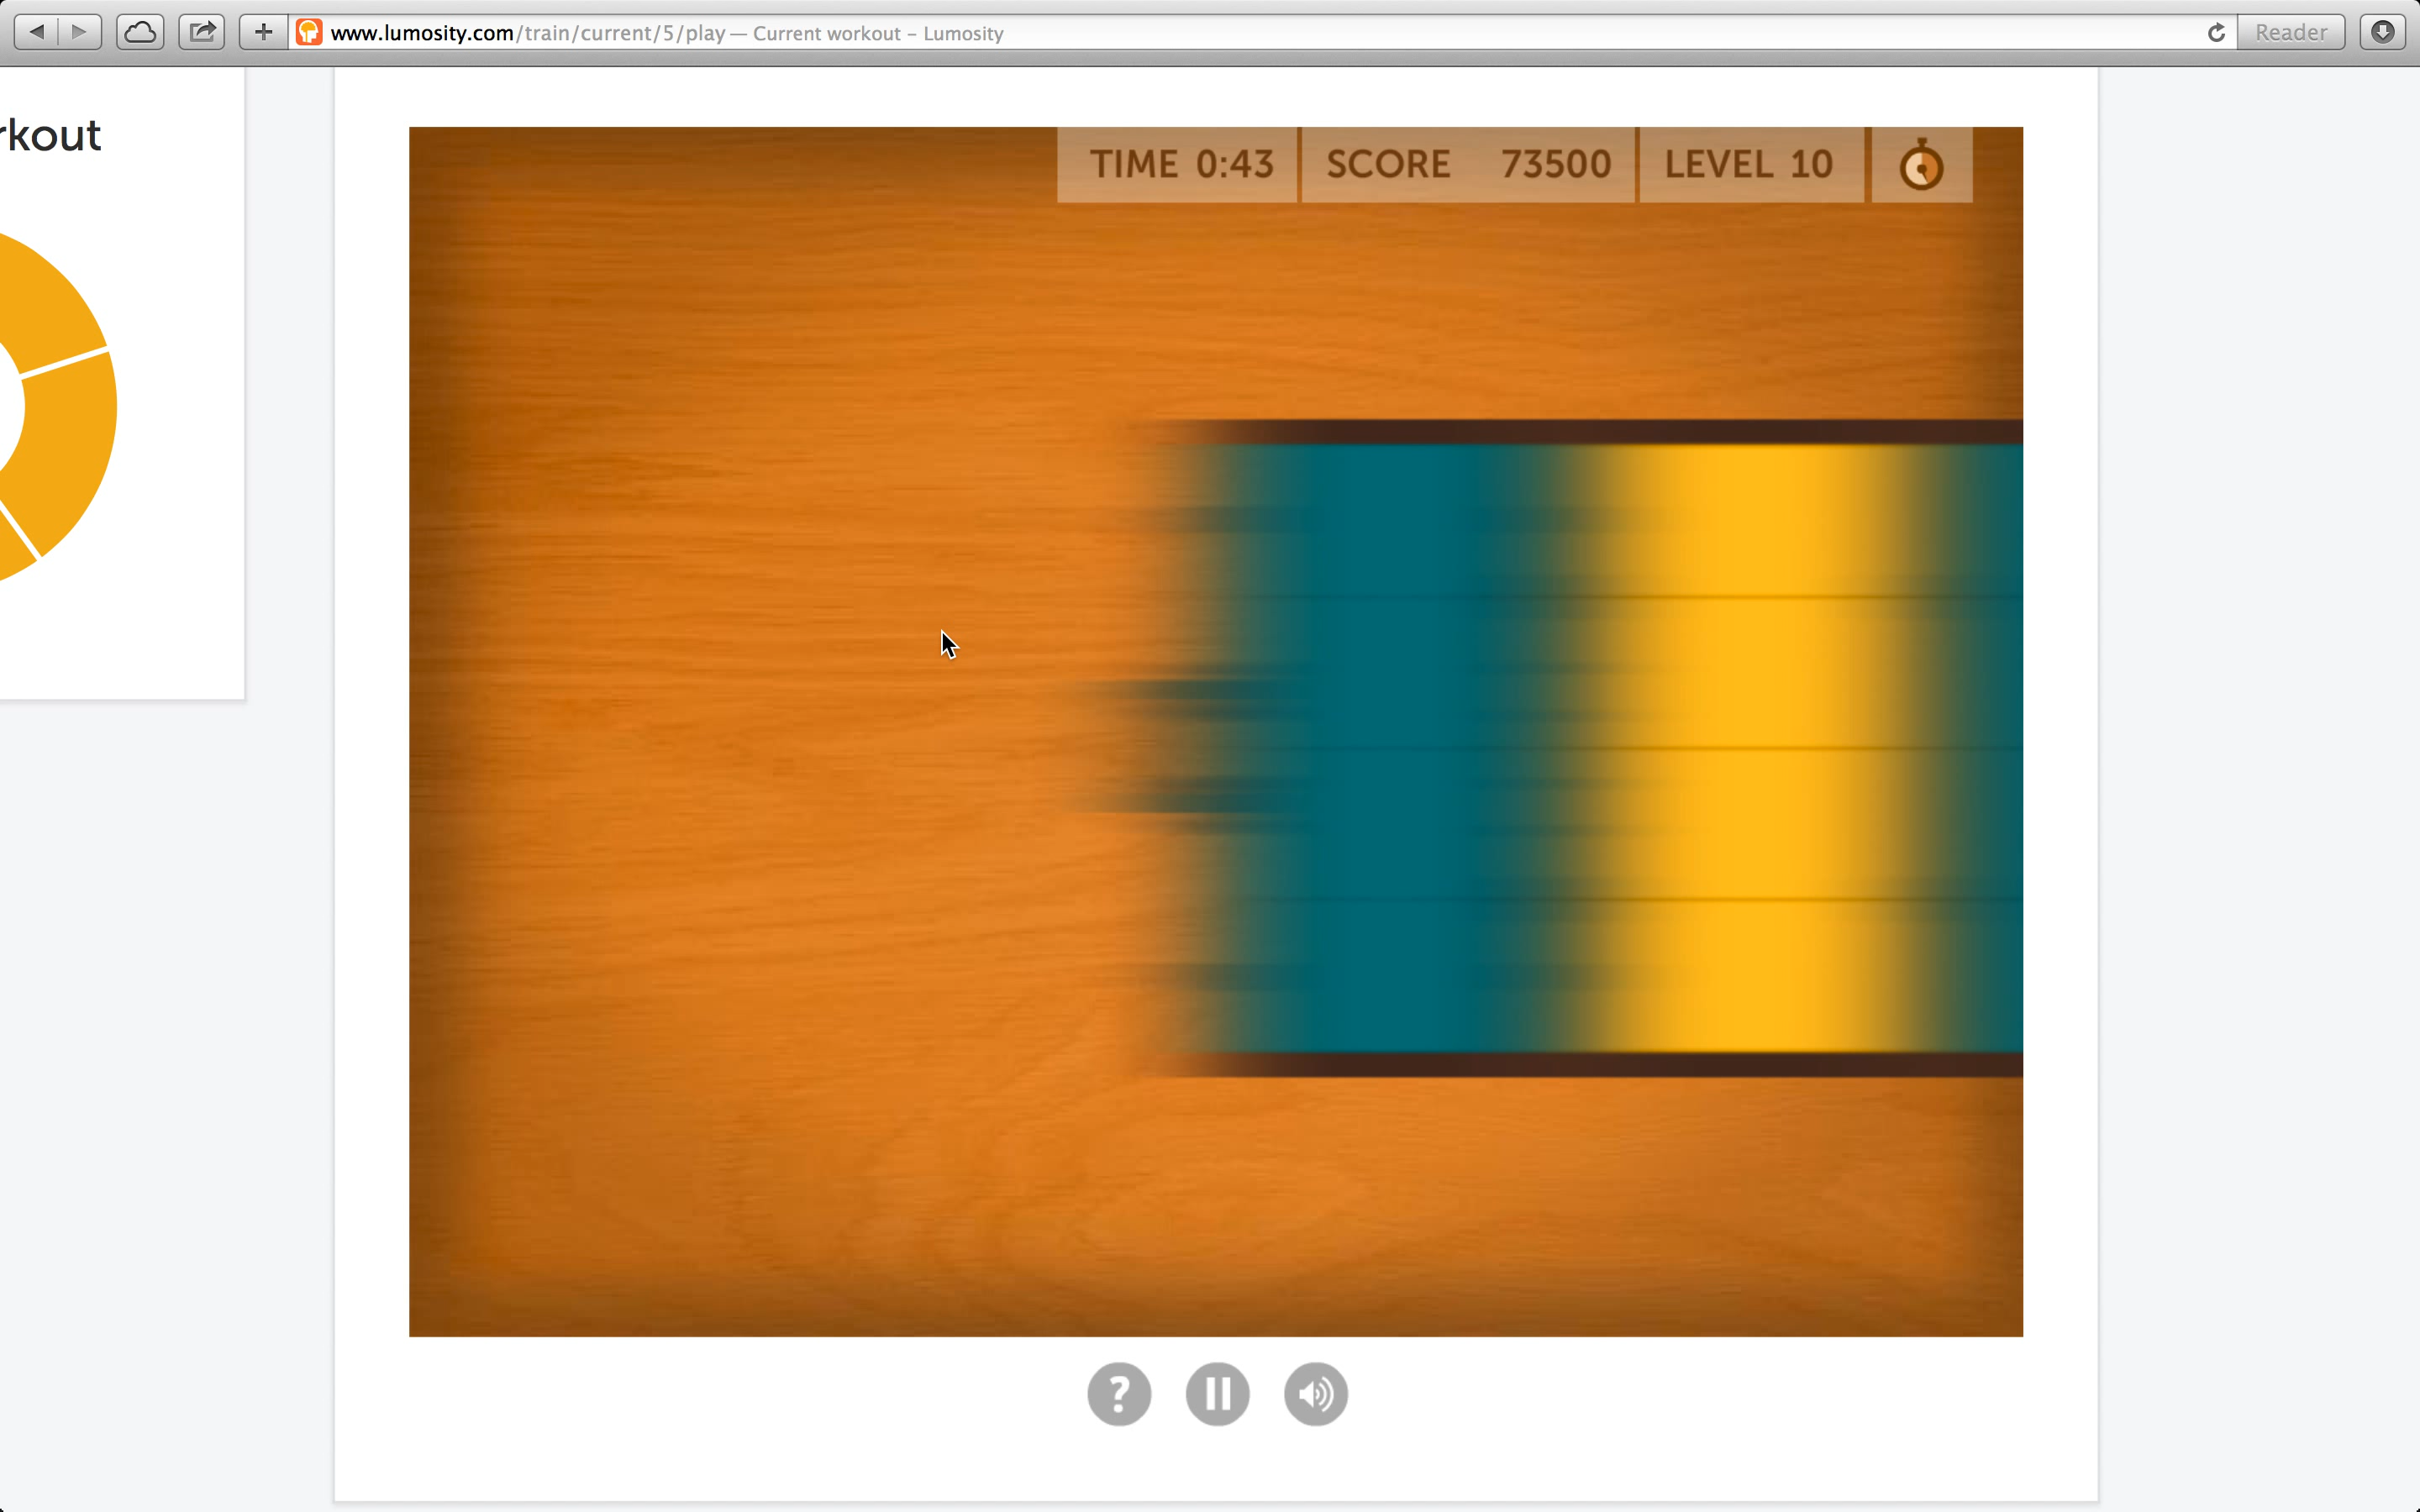 www.lumosity.com/train/current/5/play — Current workout – Lumosity
Reader
rkout
TIME 0:43 SCORE 73500 LEVEL 10
?